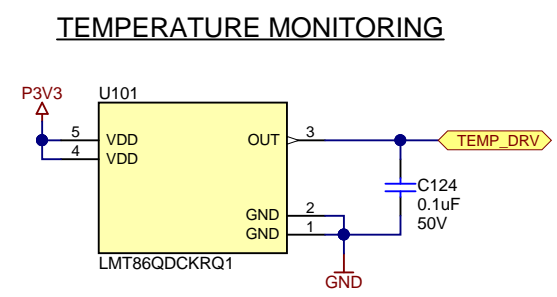 TEMPERATURE MONITORING
P3V3
U101
5
VDD
4
VDD
OUT
3
TEMP_DRV
C124
0.1uF
50V
GND
2
GND
1
LMT86QDCKRQ1
GND